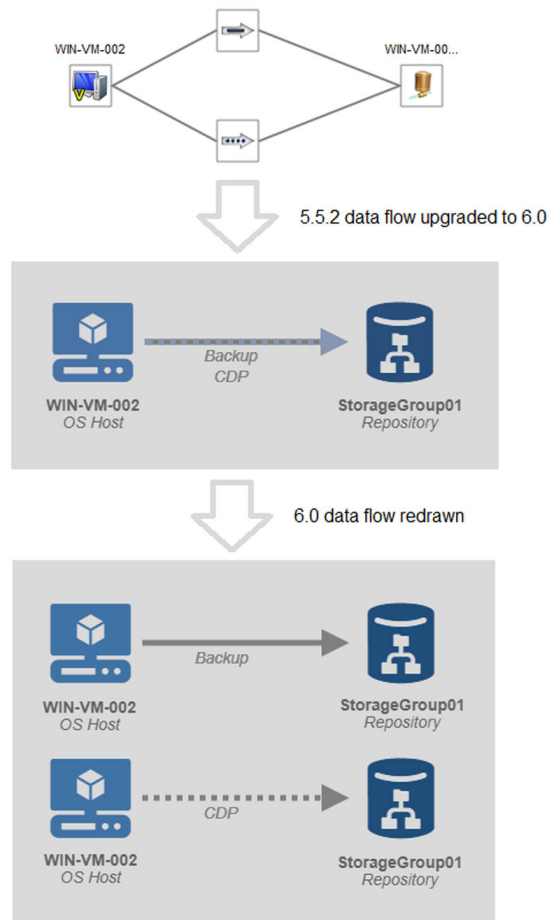 WIN-VM-002
WIN-VM-00...
5.5.2 data flow upgraded to 6.0
Backup
CDP
WIN-VM-002
OS Host
StorageGroup01
Repository
6.0 data flow redrawn
Backup
WIN-VM-002
OS Host
StorageGroup01
Repository
CDP
WIN-VM-002
OS Host
StorageGroup01
Repository